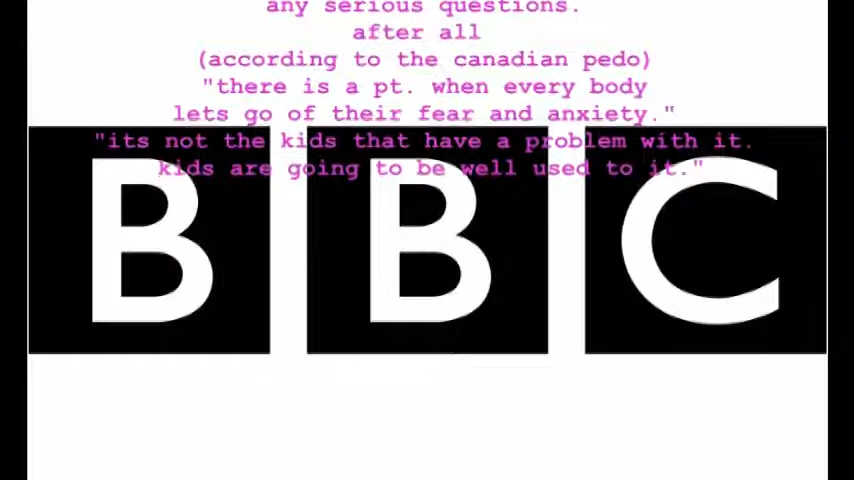 any serious questions.
after all
(according to the canadian pedo)
"there is a pt. when every body
lets go of their fear and anxiety."
"its not the kids that have a problem with it.
kids are going to be well used to it."
BBC